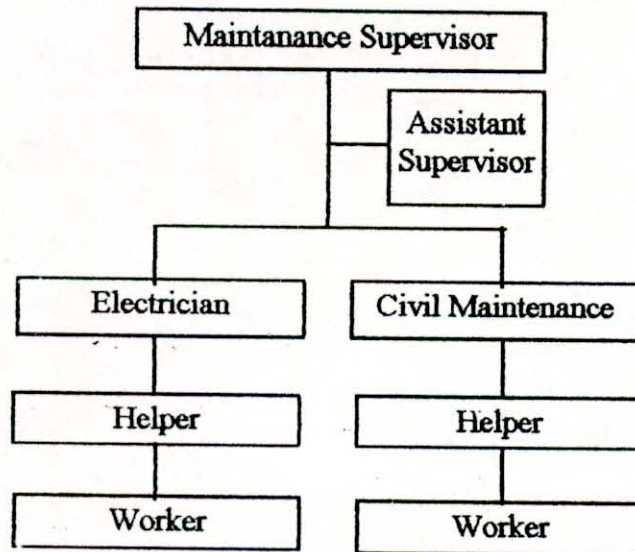 Maintanance Supervisor
Assistant
Supervisor
Electrician
Civil Maintenance
Helper
Helper
Worker
Worker